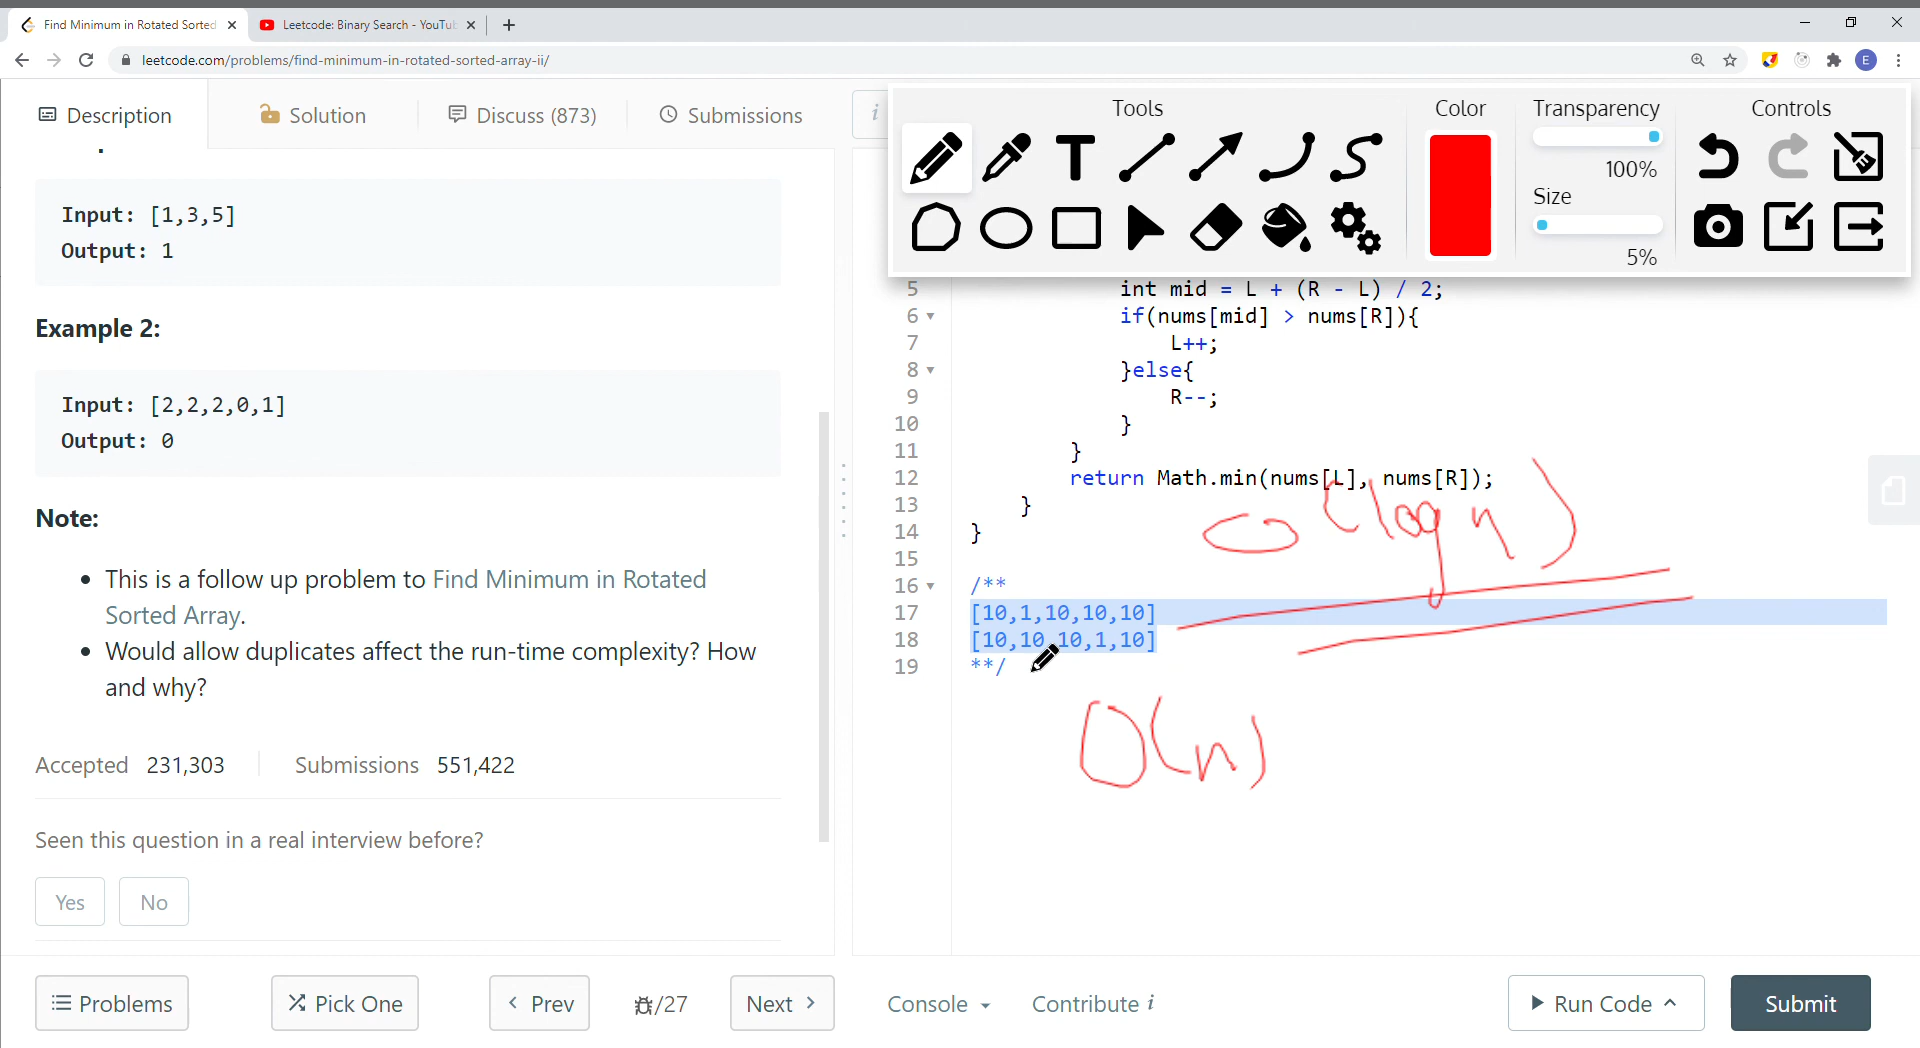 Find Minimum in Rotated Sorted
Leetcode: Binary Search - YouTub
leetcode.com/problems/find-minimum-in-rotated-sorted-array-ii/
E
Description
Solution
Discuss (873)
Submissions
i
Input: [1,3,5]
Output: 1
Example 2:
Input: [2,2,2,0,1]
Output: 0
Note:
This is a follow up problem to Find Minimum in Rotated
Sorted Array.
Would allow duplicates affect the run-time complexity? How
and why?
Accepted 231,303 Submissions 551,422
Seen this question in a real interview before?
Yes No
Tools
Color
Transparency
100%
Size
5%
Controls
T
5 int mid = L + (R - L) / 2;
6 if(nums[mid] > nums[R]){
7 L++;
8 }else{
9 R--;
10 }
11 }
12 return Math.min(nums[L], nums[R]);
13 }
14 }
15
16 /**
17 [10,1,10,10,10]
18 [10,10,10,1,10]
19 **/
O(log n)
O(n)
Problems
Pick One
Prev
/27
Next
Console
Contribute i
Run Code
Submit